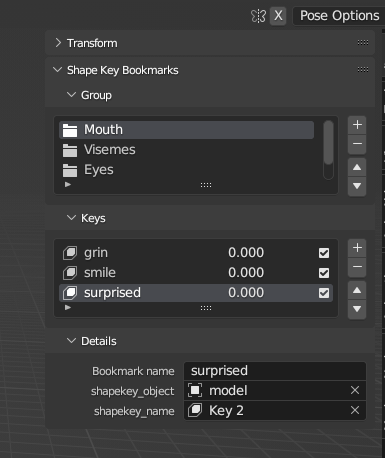 X Pose Options
Transform
Shape Key Bookmarks
Group
Mouth
Visemes
Eyes
Keys
grin 0.000
smile 0.000
surprised 0.000
Details
Bookmark name surprised
shapekey_object model
shapekey_name Key 2